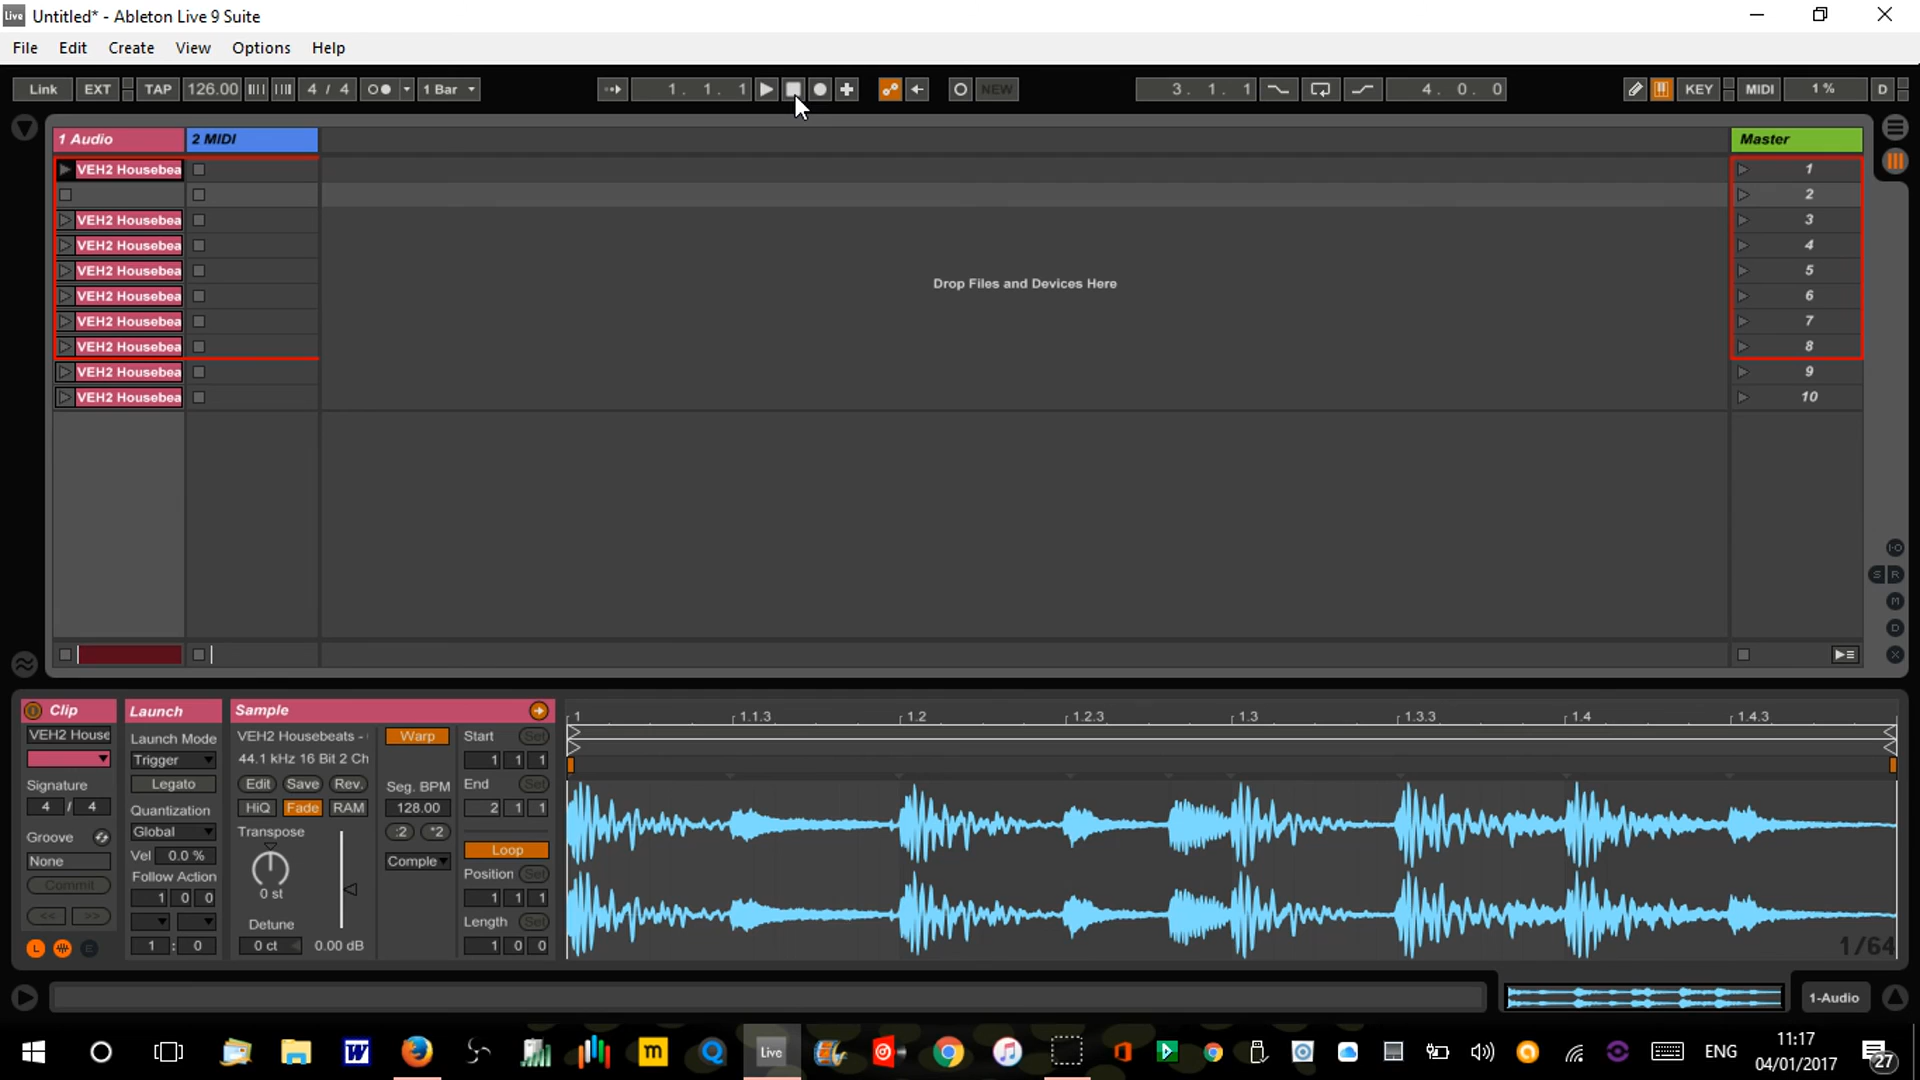 Live Untitled* - Ableton Live 9 Suite
File Edit Create View Options Help
Link EXT TAP 126.00 4 / 4 1 Bar 1. 1. 1 NEW 3. 1. 1 4. 0. 0 KEY MIDI 1 % D
1 Audio 2 MIDI Master
VEH2 Housebea 1
2
VEH2 Housebea 3
VEH2 Housebea 4
Drop Files and Devices Here
VEH2 Housebea 5
VEH2 Housebea 6
VEH2 Housebea 7
VEH2 Housebea 8
VEH2 Housebea 9
VEH2 Housebea 10
I-O
S R
M
D
X
Clip
VEH2 House
Signature
4 / 4
Groove
None
Commit
<< >>
L E
Launch
Launch Mode
Trigger
Legato
Quantization
Global
Vel 0.0 %
Follow Action
1 0 0
1 : 0
Sample
VEH2 Housebeats -
44.1 kHz 16 Bit 2 Ch
Edit Save Rev.
HiQ Fade RAM
Transpose
0 st
Detune
0 ct 0.00 dB
Warp
Seg. BPM
128.00
:2 *2
Comple
Start Set
1 1 1
End Set
2 1 1
Loop
Position Set
1 1 1
Length Set
1 0 0
1 1.1.3 1.2 1.2.3 1.3 1.3.3 1.4 1.4.3
1/64
1-Audio
W m Live ENG
11:17
04/01/2017
27